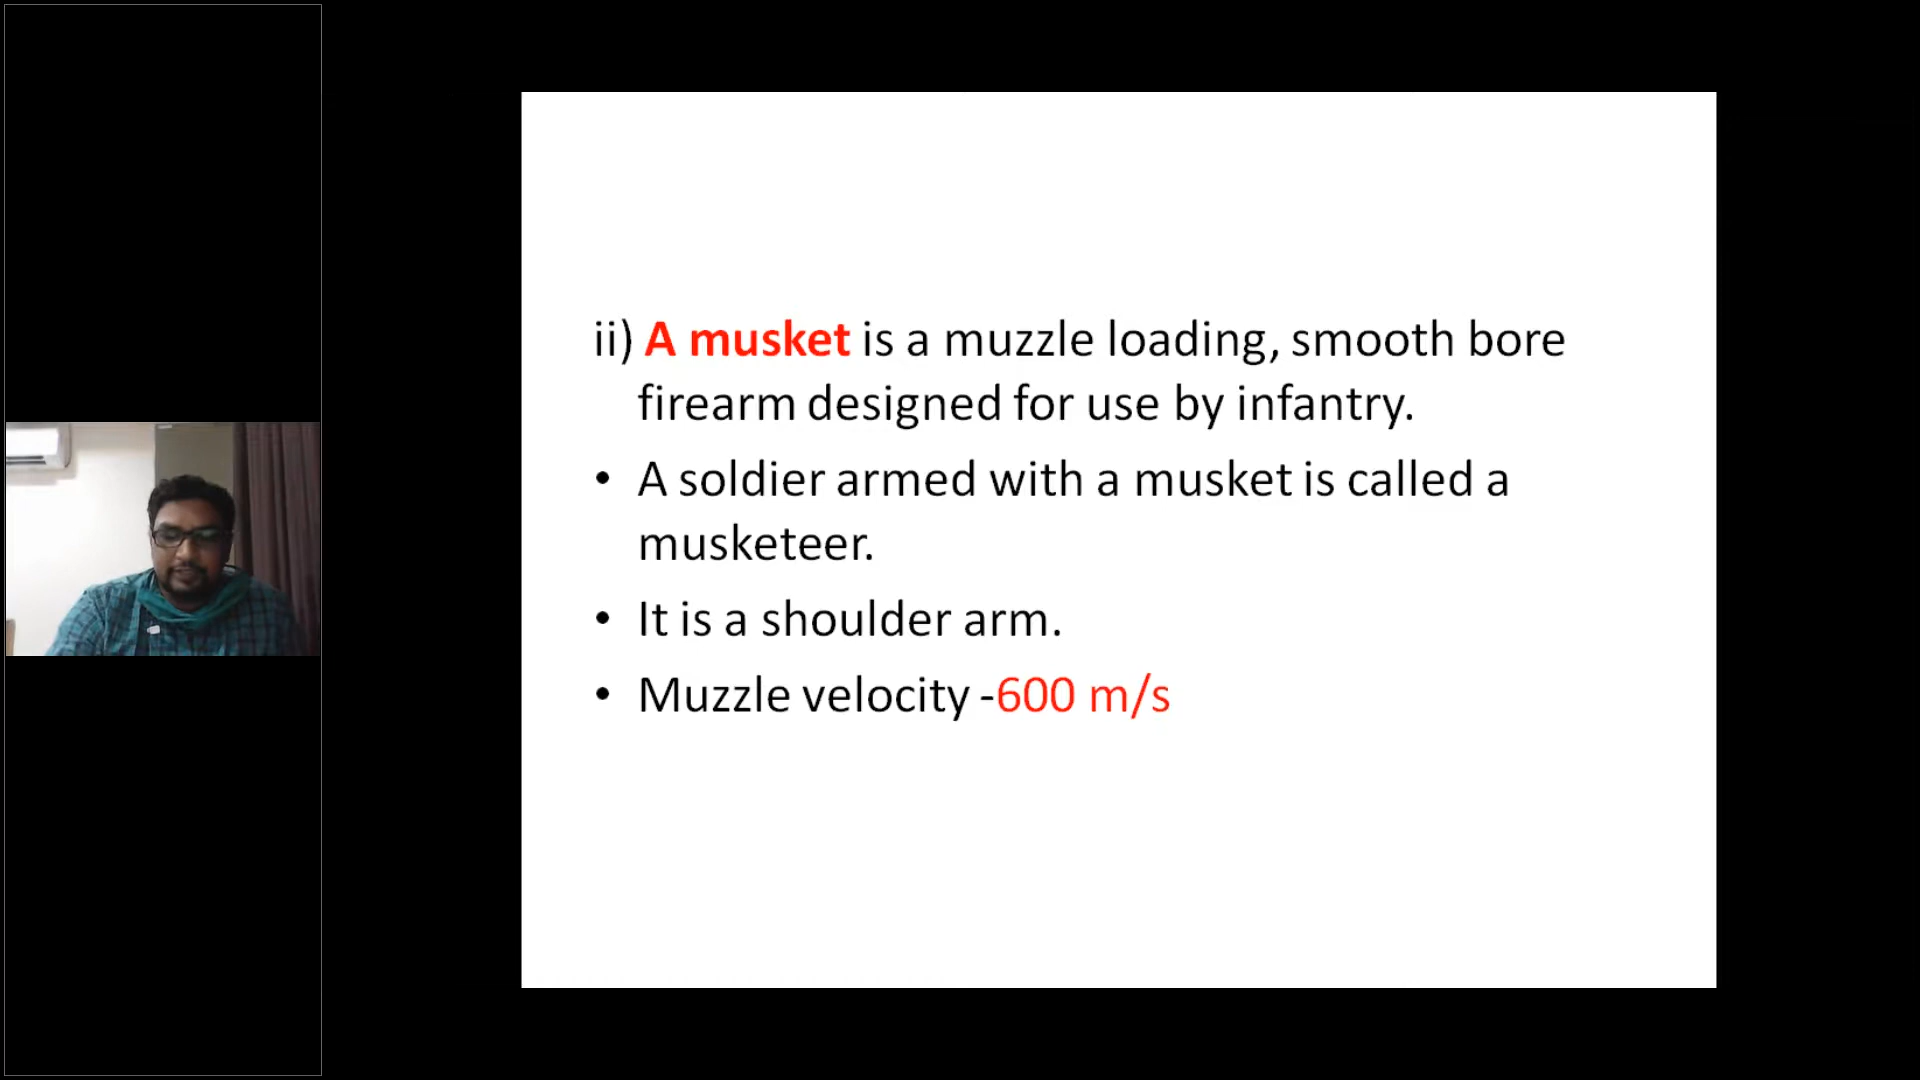 ii) A musket is a muzzle loading, smooth bore
firearm designed for use by infantry.
• A soldier armed with a musket is called a
musketeer.
• It is a shoulder arm.
• Muzzle velocity -600 m/s